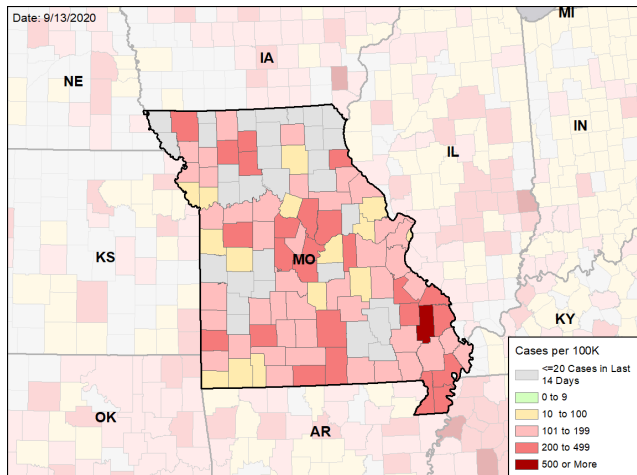 Date: 9/13/2020
MI
NE
IA
IL
IN
KS
MO
KY
OK
AR
Cases per 100K
<=20 Cases in Last
14 Days
0 to 9
10 to 100
101 to 199
200 to 499
500 or More